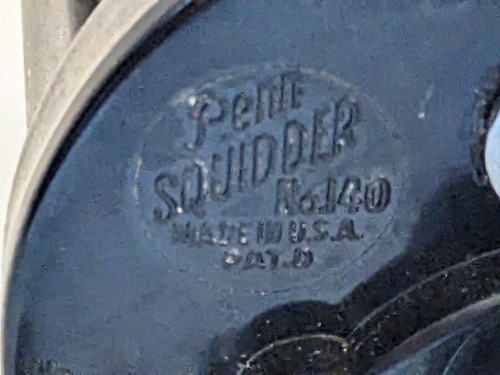 Penn
SQUIDDER
No.140
MADE IN U.S.A.
PAT.D